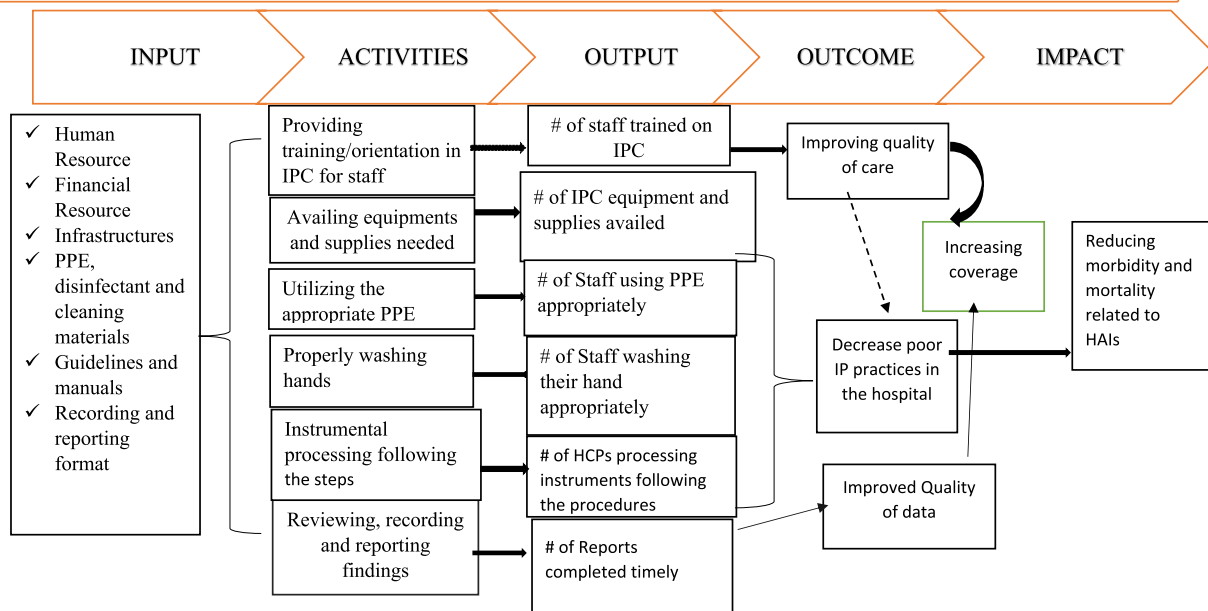 INPUT
ACTIVITIES
OUTPUT
OUTCOME
IMPACT
✓ Human
Resource
✓ Financial
Resource
✓ Infrastructures
✓ PPE,
disinfectant and
cleaning
materials
✓ Guidelines and
manuals
✓ Recording and
reporting
format
Providing
training/orientation in
IPC for staff
Availing equipments
and supplies needed
Utilizing the
appropriate PPE
Properly washing
hands
Instrumental
processing following
the steps
Reviewing, recording
and reporting
findings
# of staff trained on
IPC
# of IPC equipment and
supplies availed
# of Staff using PPE
appropriately
# of Staff washing
their hand
appropriately
# of HCPs processing
instruments following
the procedures
# of Reports
completed timely
Improving quality
of care
Increasing
coverage
Decrease poor
IP practices in
the hospital
Improved Quality
of data
Reducing
morbidity and
mortality
related to
HAIs